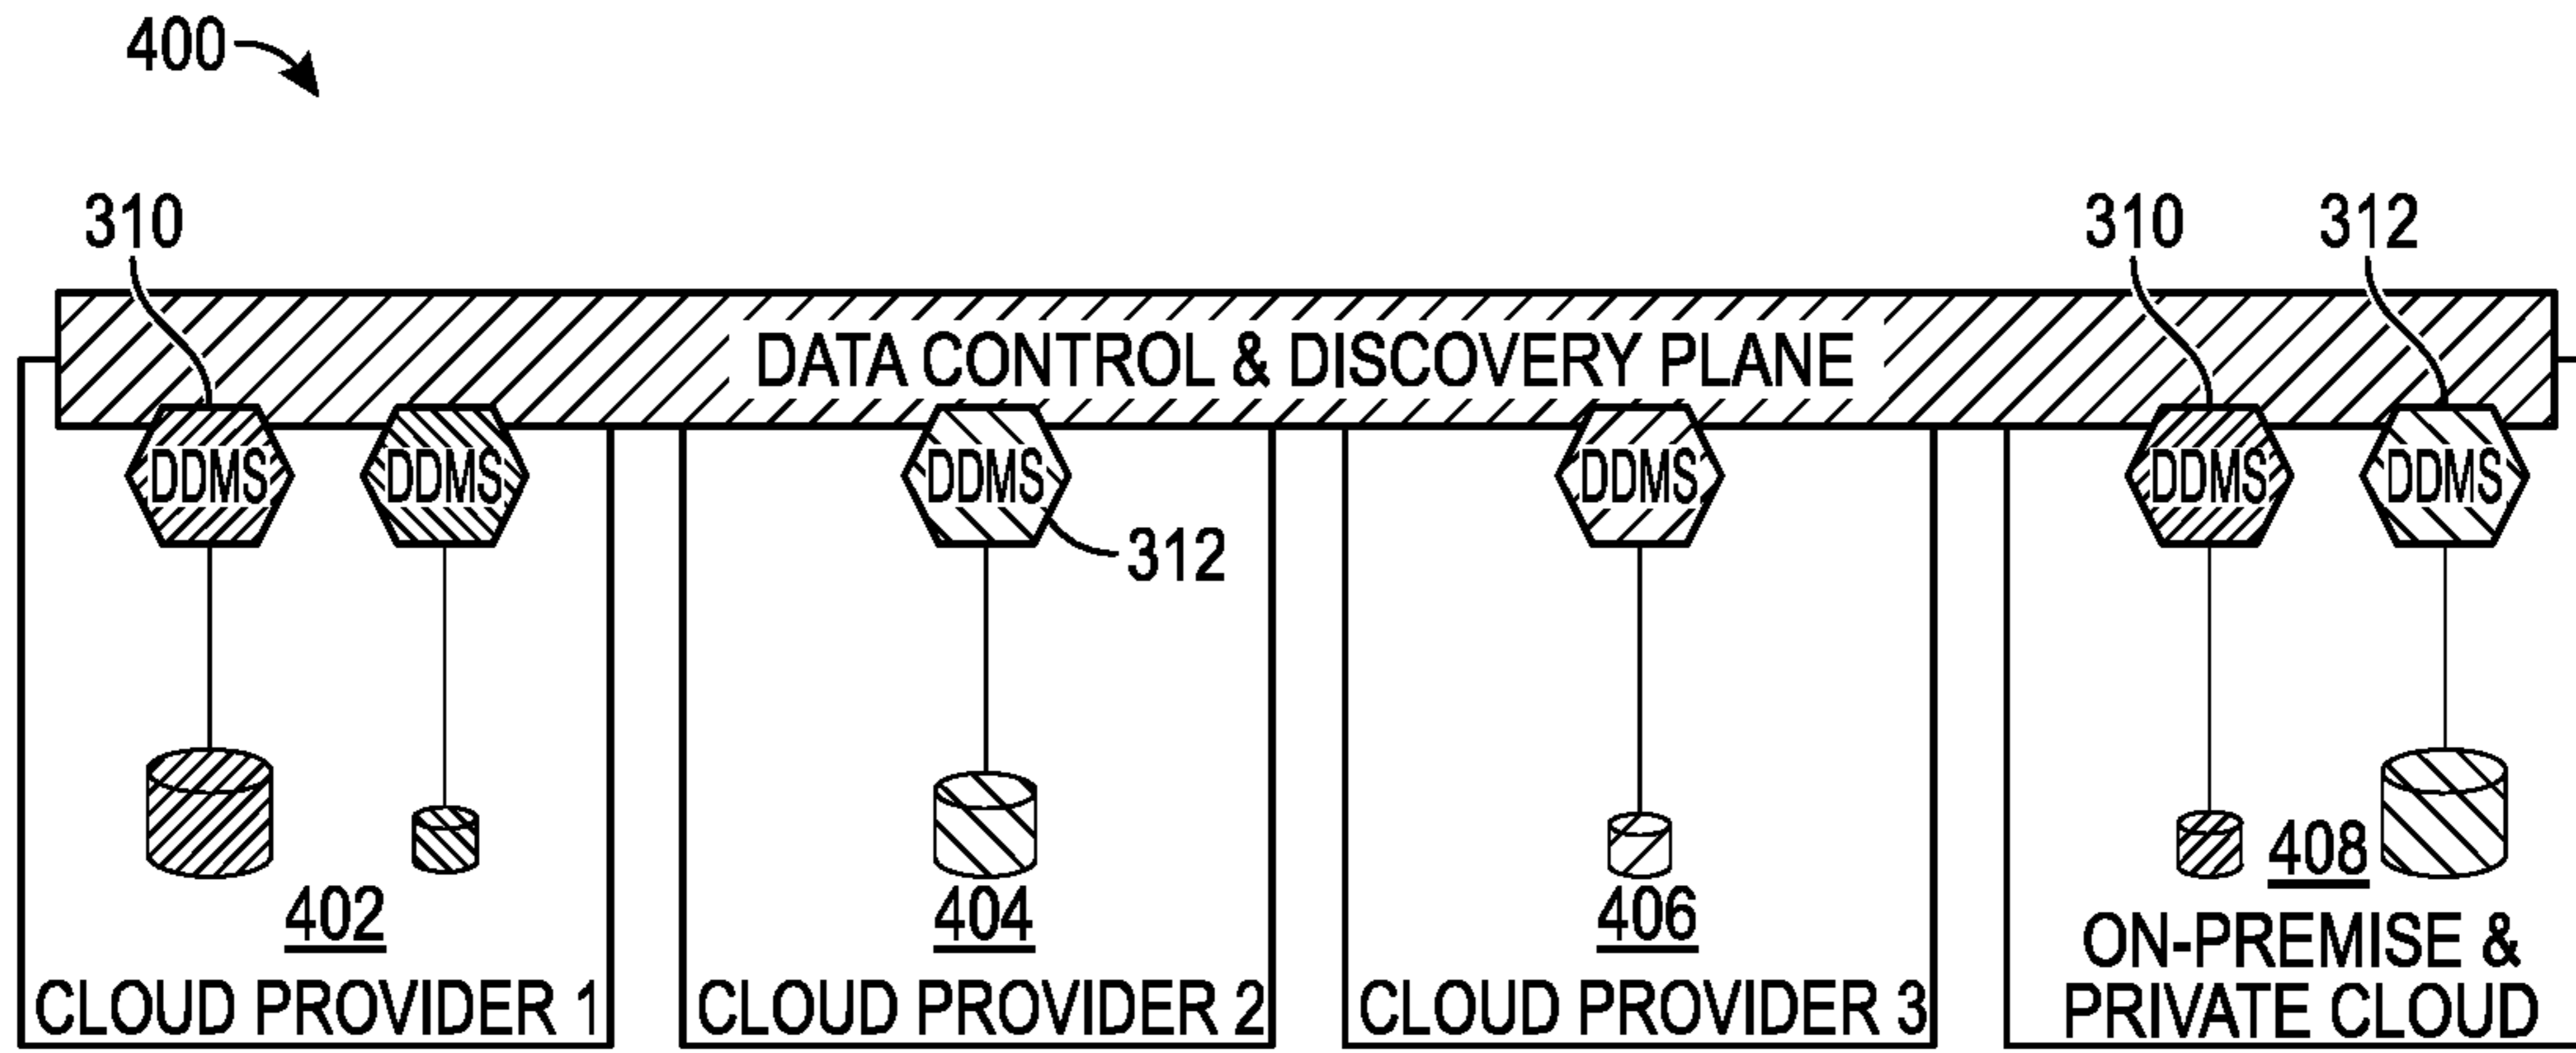 400
310
310
312
DATA CONTROL & DISCOVERY PLANE
DDMS
DDMS
DDMS
DDMS
DDMS
DDMS
312
402
404
406
408
CLOUD PROVIDER 1
CLOUD PROVIDER 2
CLOUD PROVIDER 3
ON-PREMISE &
PRIVATE CLOUD